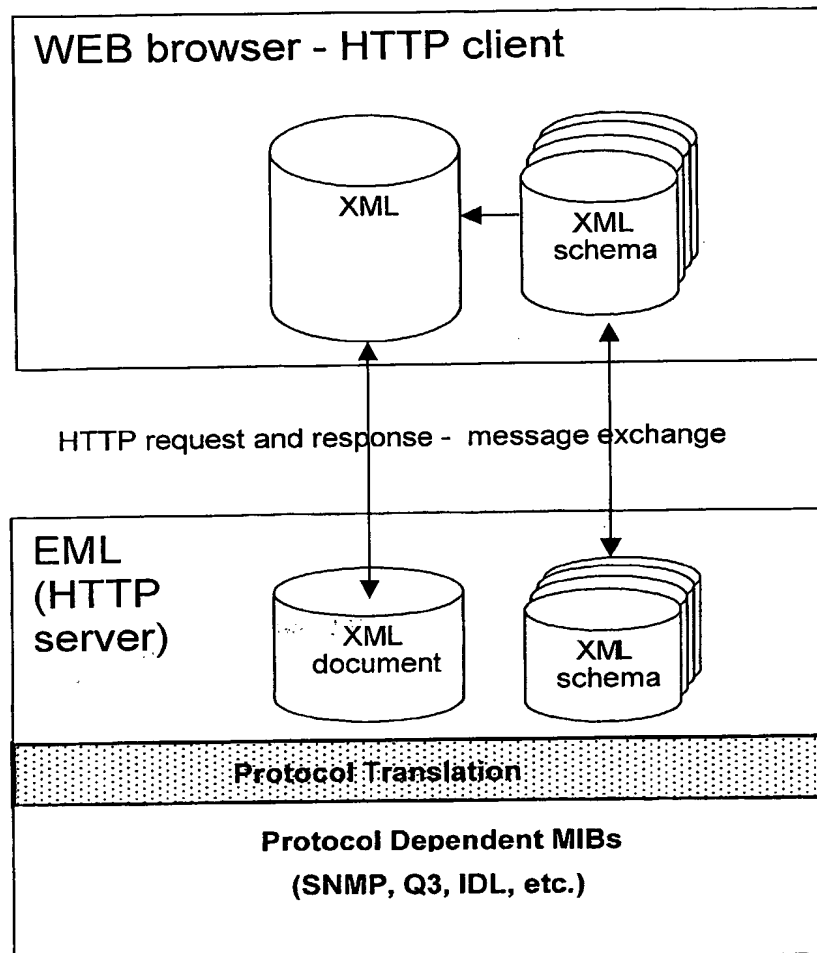 WEB browser - HTTP client
XML
XML
schema
HTTP request and response - message exchange
EML
(HTTP
server)
XML
document
XML
schema
Protocol Translation
Protocol Dependent MIBs
(SNMP, Q3, IDL, etc.)